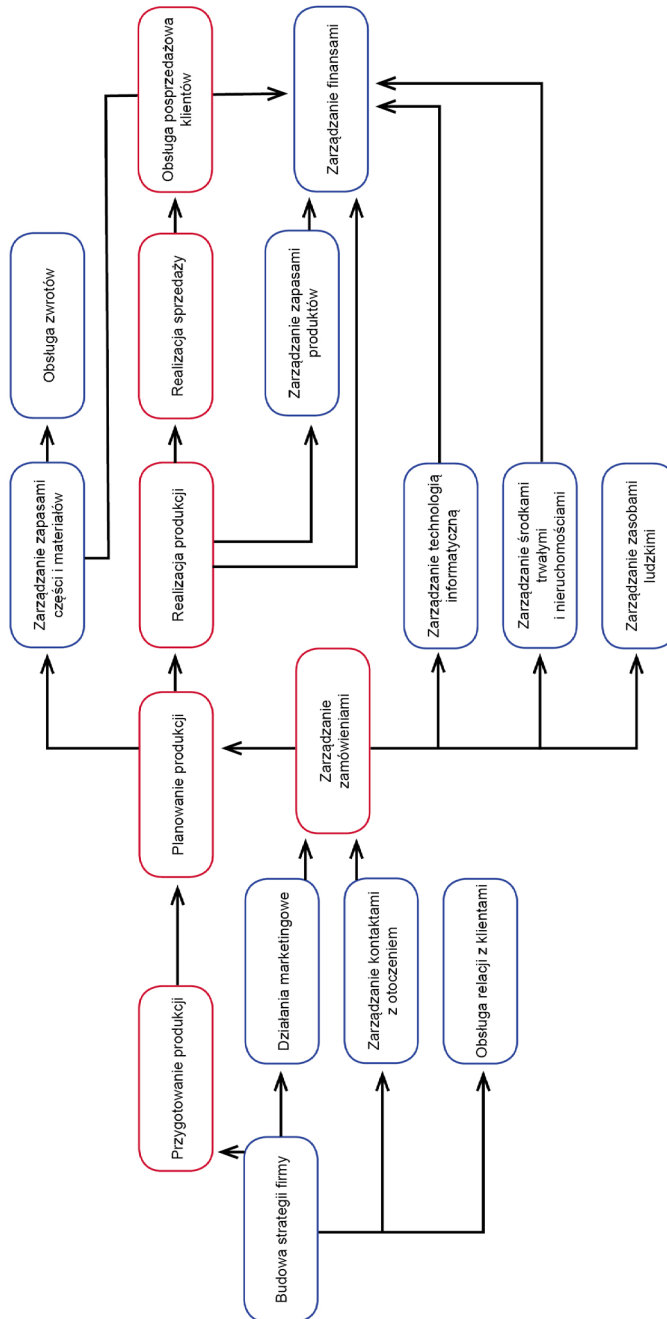 Budowa strategii firmy
Przygotowanie produkcji
Działania marketingowe
Zarządzanie kontaktami
z otoczeniem
Obsługa relacji z klientami
Planowanie produkcji
Zarządzanie
zamówieniami
Zarządzanie zapasami
części i materiałów
Realizacja produkcji
Zarządzanie technologią
informatyczną
Zarządzanie środkami
trwałymi
i nieruchomościami
Zarządzanie zasobami
ludzkimi
Obsługa zwrotów
Realizacja sprzedaży
Zarządzanie zapasami
produktów
Obsługa posprzedażowa
klientów
Zarządzanie finansami